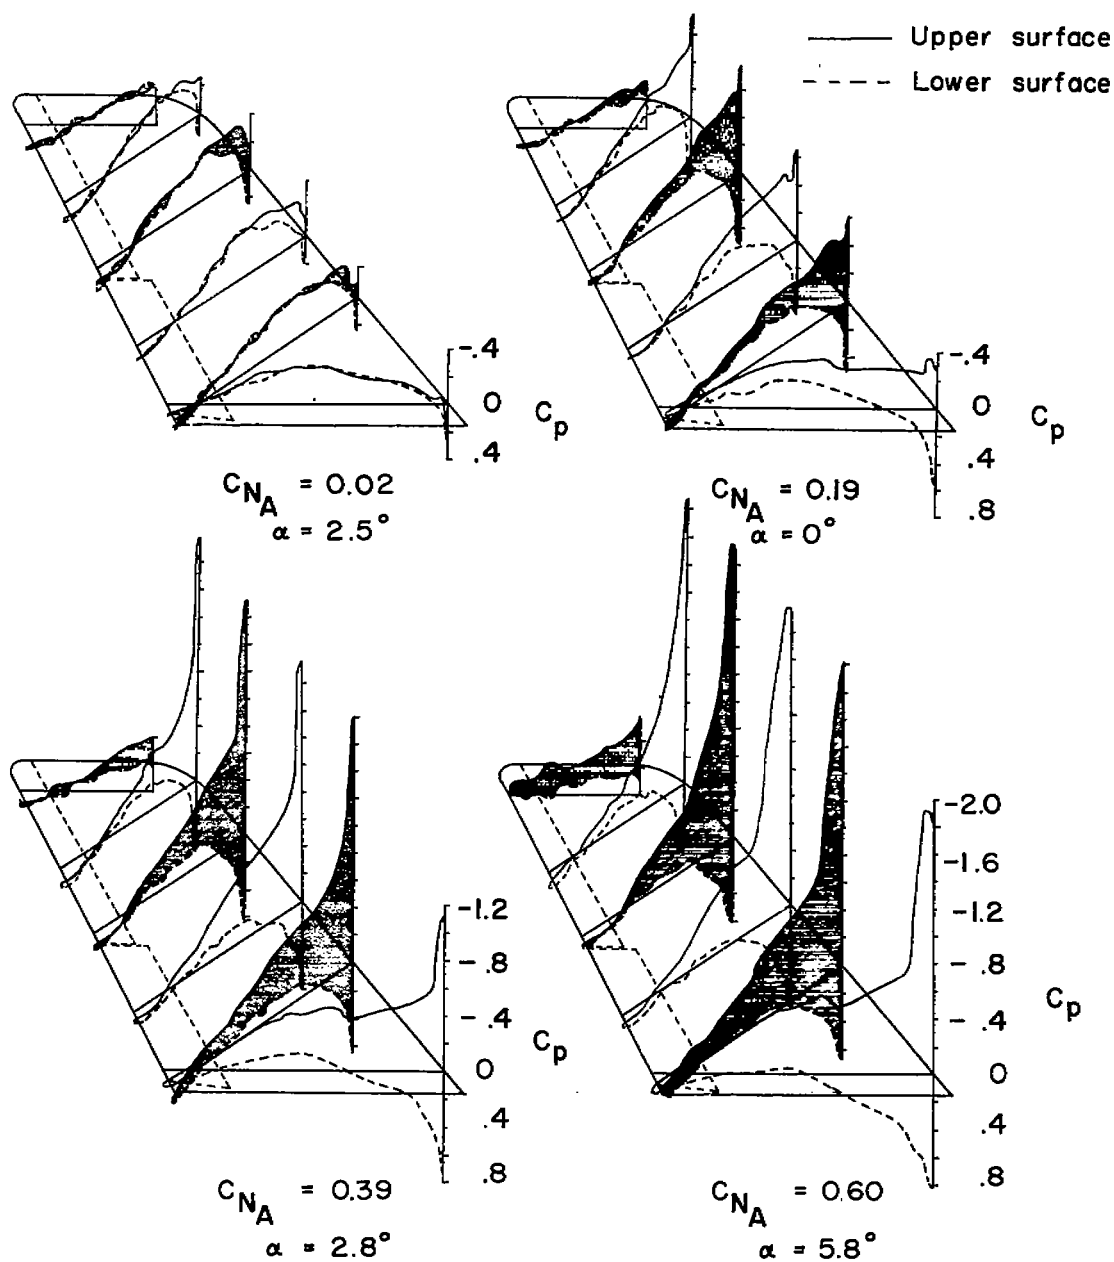 Upper surface
Lower surface
-.4
0
.4
Cp
CNA = 0.02
α = 2.5°
-.4
0
.4
.8
Cp
CNA = 0.19
α = 0°
-1.2
-.8
-.4
0
.4
.8
Cp
CNA = 0.39
α = 2.8°
-2.0
-1.6
-1.2
-.8
-.4
0
.4
.8
Cp
CNA = 0.60
α = 5.8°